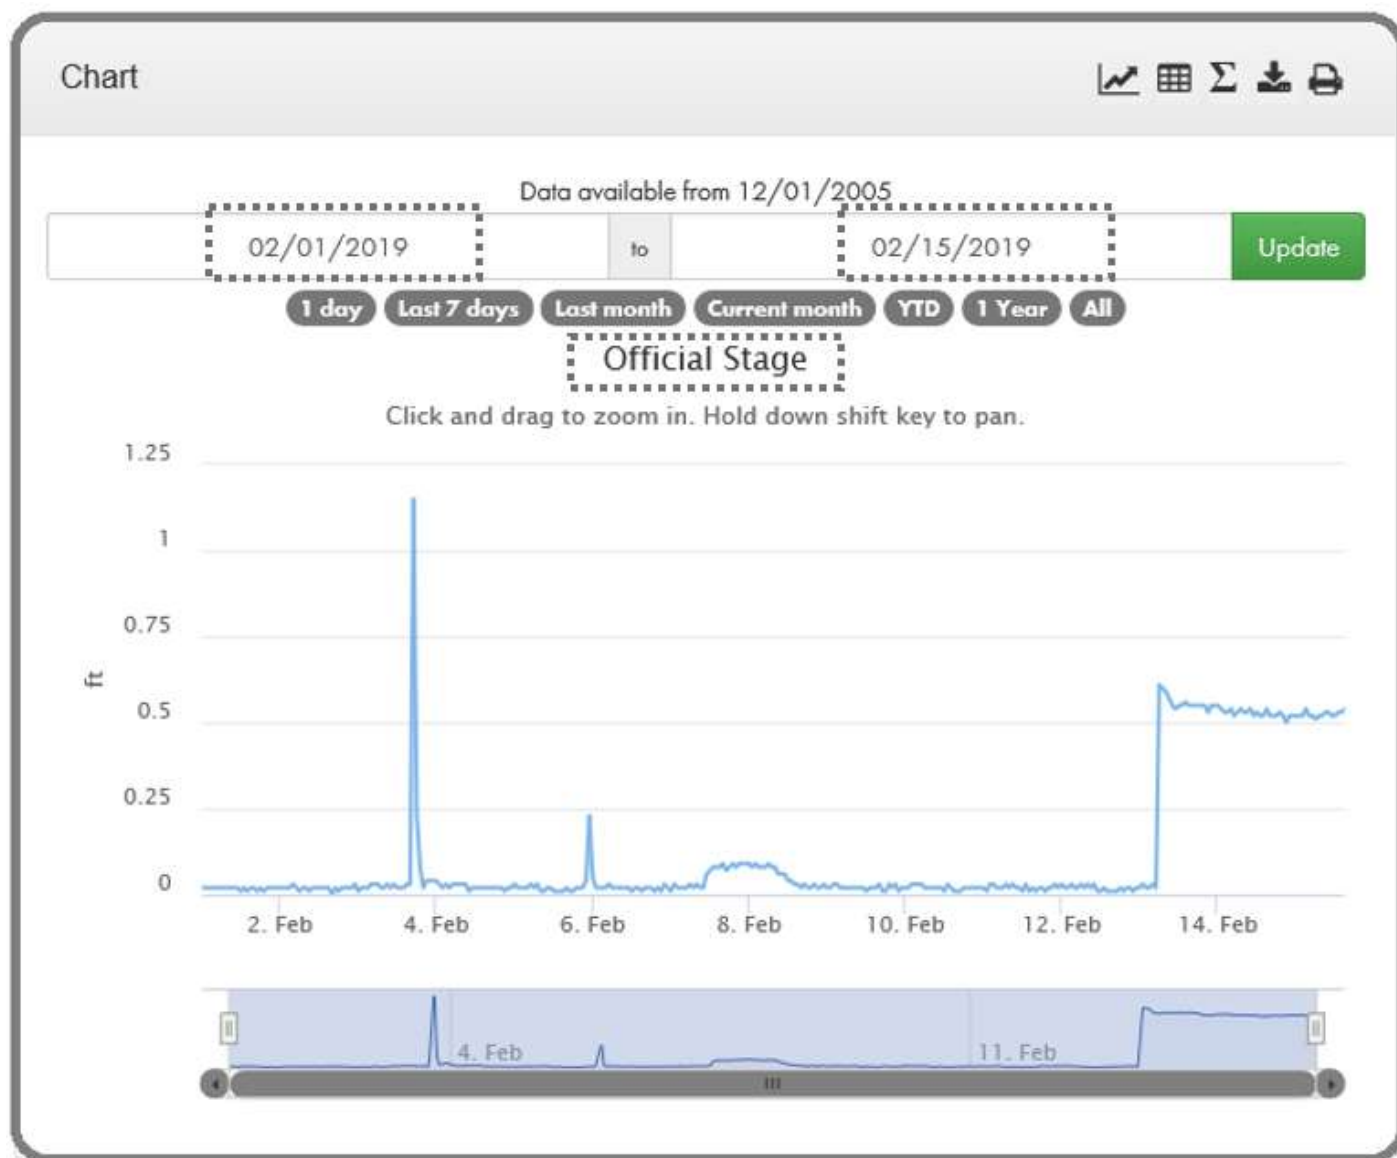 Chart
Data available from 12/01/2005
02/01/2019 to 02/15/2019 Update
1 day Last 7 days Last month Current month YTD 1 Year All
Official Stage
Click and drag to zoom in. Hold down shift key to pan.
1.25
1
0.75
ft
0.5
0.25
0
2. Feb 4. Feb 6. Feb 8. Feb 10. Feb 12. Feb 14. Feb
4. Feb 11. Feb